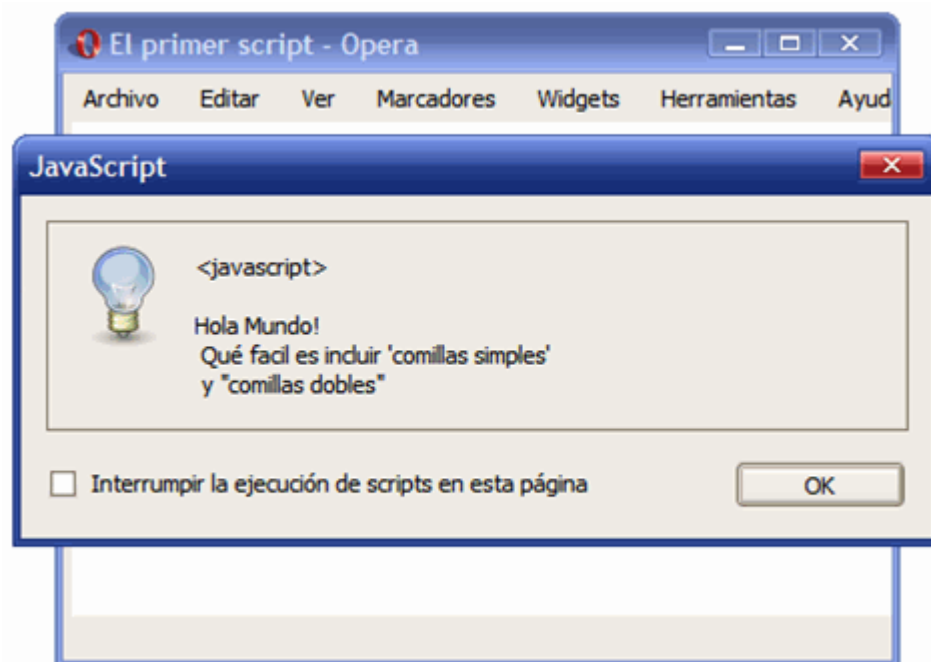 El primer script - Opera
Archivo Editar Ver Marcadores Widgets Herramientas Ayud
JavaScript
<javascript>
Hola Mundo!
Qué facil es incluir 'comillas simples'
y "comillas dobles"
Interrumpir la ejecución de scripts en esta página OK